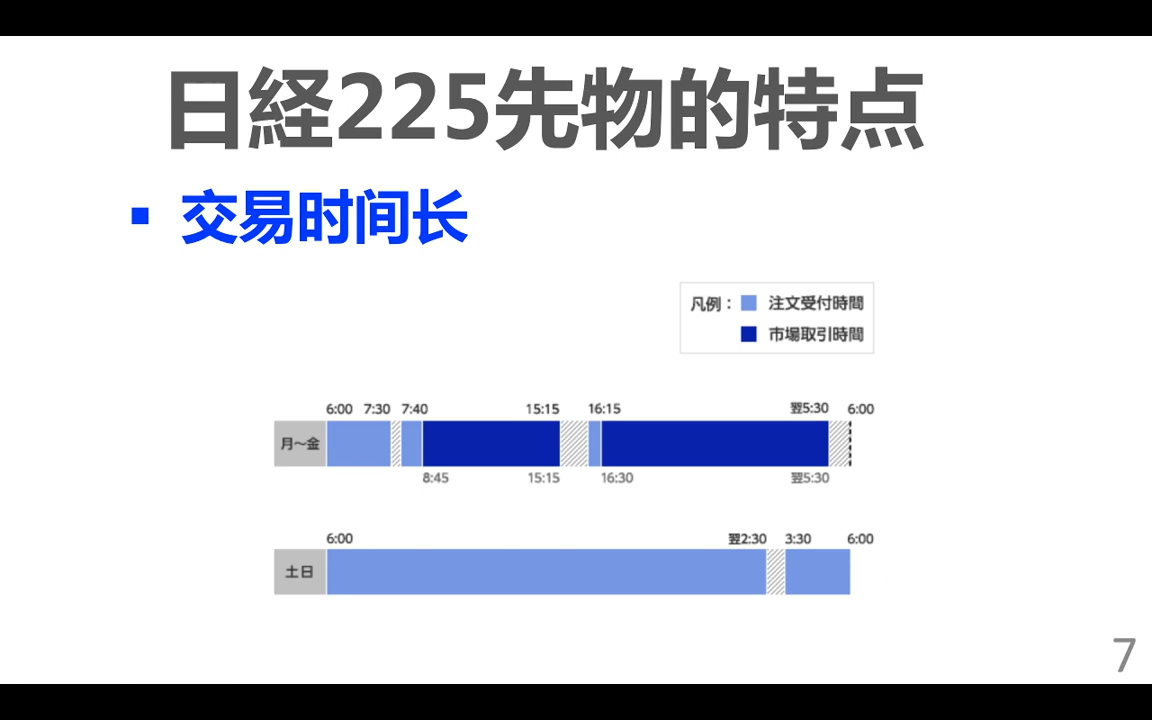 日経225先物的特点
▪ 交易时间长
凡例： 注文受付時間
市場取引時間
6:00 7:30 7:40 15:15 16:15 翌5:30 6:00
月～金
8:45 15:15 16:30 翌5:30
6:00 翌2:30 3:30 6:00
土日
7